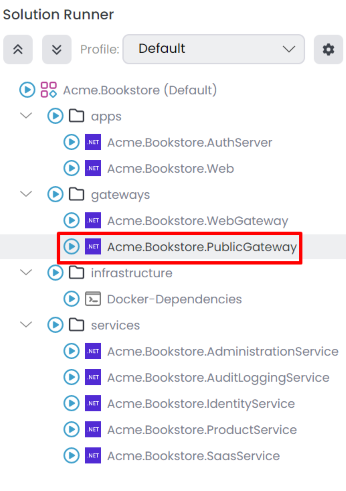 Solution Runner
Profile: Default
Acme.Bookstore (Default)
apps
.NET Acme.Bookstore.AuthServer
.NET Acme.Bookstore.Web
gateways
.NET Acme.Bookstore.WebGateway
.NET Acme.Bookstore.PublicGateway
infrastructure
Docker-Dependencies
services
.NET Acme.Bookstore.AdministrationService
.NET Acme.Bookstore.AuditLoggingService
.NET Acme.Bookstore.IdentityService
.NET Acme.Bookstore.ProductService
.NET Acme.Bookstore.SaasService